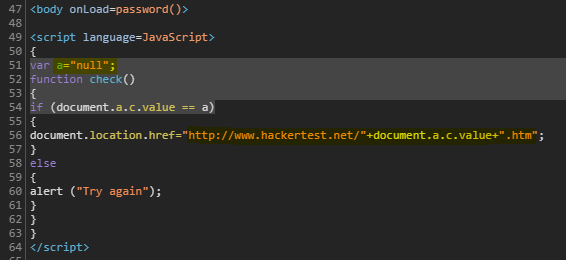 47 <body onLoad=password()>
48
49 <script language=JavaScript>
50 {
51 var a="null";
52 function check()
53 {
54 if (document.a.c.value == a)
55 {
56 document.location.href="http://www.hackertest.net/"+document.a.c.value+".htm";
57 }
58 else
59 {
60 alert ("Try again");
61 }
62 }
63 }
64 </script>